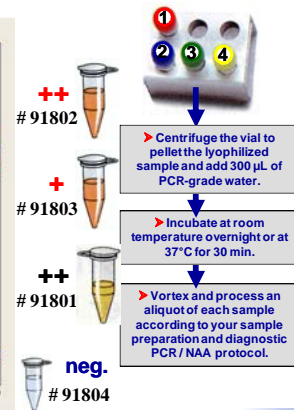 1
2
3
4
++
# 91802
+
# 91803
++
# 91801
neg.
# 91804
➤ Centrifuge the vial to
pellet the lyophilized
sample and add 300 µL of
PCR-grade water.
➤ Incubate at room
temperature overnight or at
37°C for 30 min.
➤ Vortex and process an
aliquot of each sample
according to your sample
preparation and diagnostic
PCR / NAA protocol.